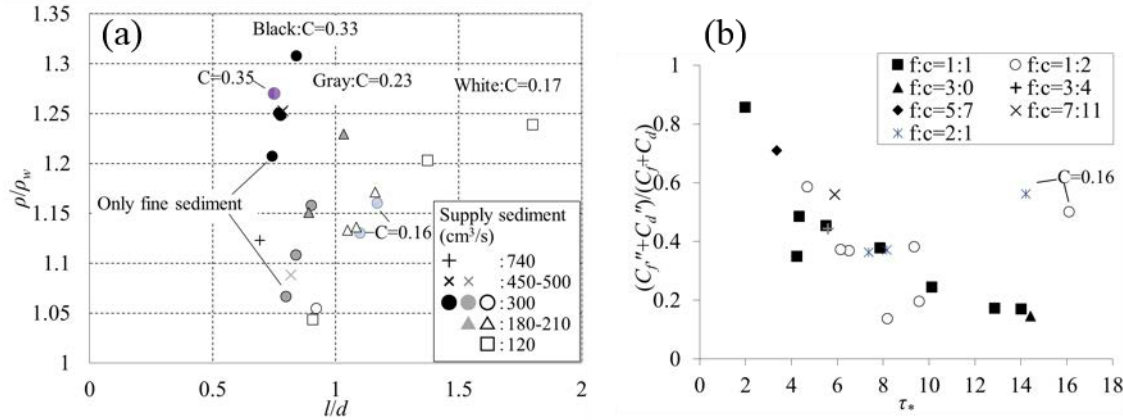 (a)
1.35
1.3
1.25
1.2
1.15
1.1
1.05
1
ρ/ρw
Black:C=0.33
C=0.35
Gray:C=0.23
White:C=0.17
Only fine sediment
C=0.16
Supply sediment
(cm³/s)
:740
:450-500
:300
:180-210
:120
0 0.5 1 1.5 2
l/d
(b)
1
0.8
0.6
0.4
0.2
0
(Cf''+Cd'')/(Cf+Cd)
f:c=1:1 f:c=1:2
f:c=3:0 f:c=3:4
f:c=5:7 f:c=7:11
f:c=2:1
C=0.16
0 2 4 6 8 10 12 14 16 18
τ*